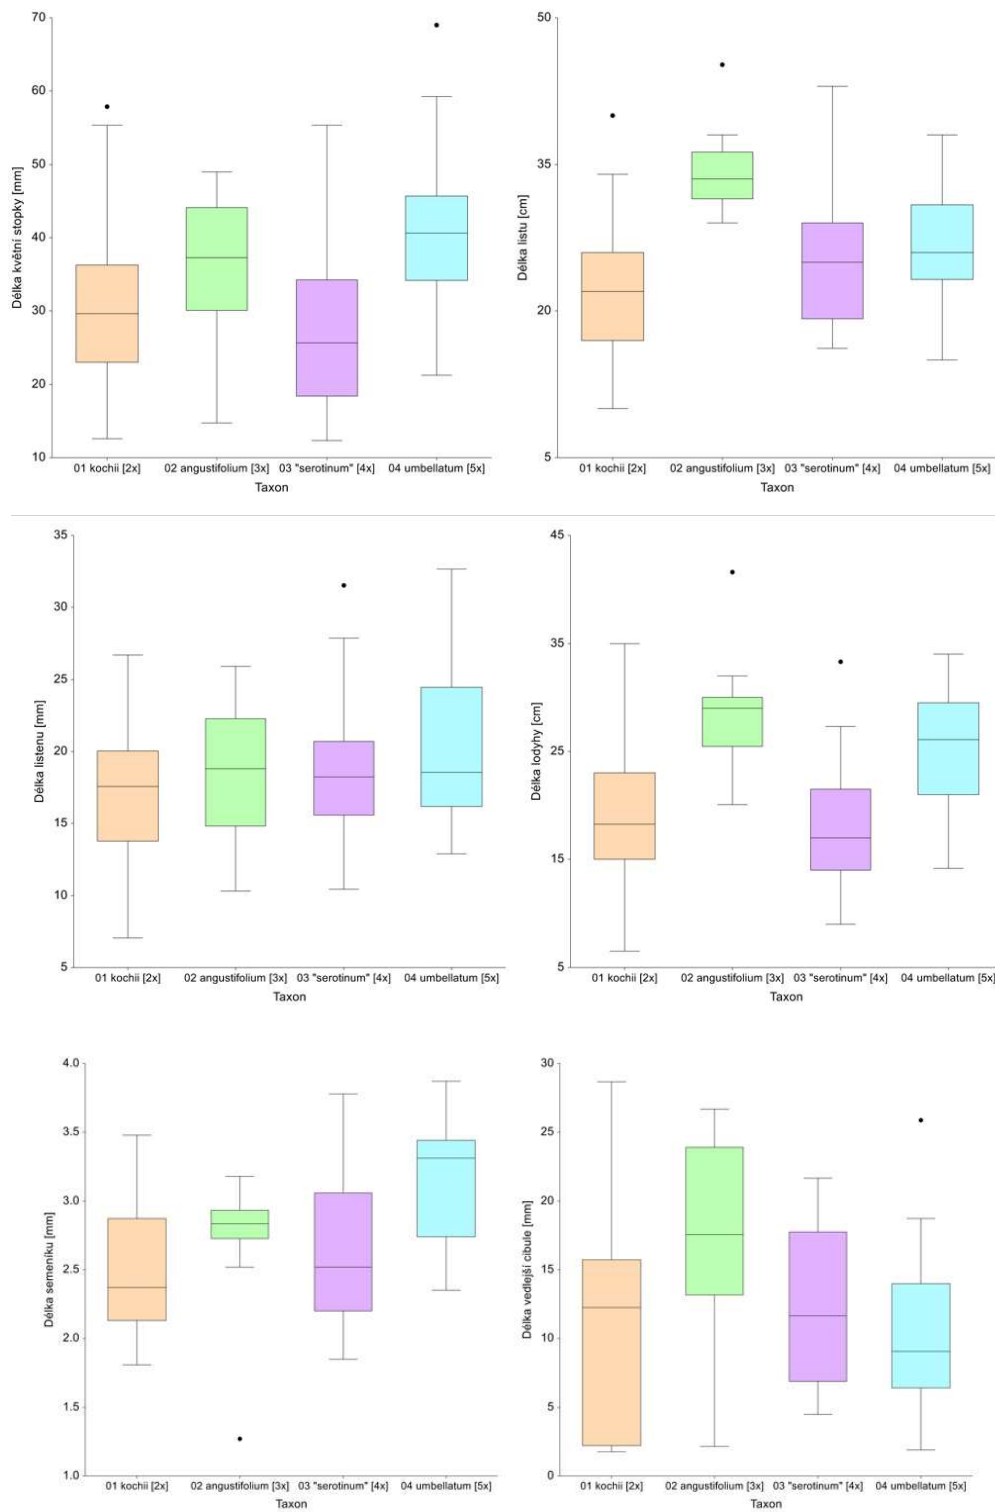 Délka květní stopky [mm]
70
60
50
40
30
20
10
01 kochii [2x] 02 angustifolium [3x] 03 "serotinum" [4x] 04 umbellatum [5x]
Taxon
Délka listu [cm]
50
35
20
5
01 kochii [2x] 02 angustifolium [3x] 03 "serotinum" [4x] 04 umbellatum [5x]
Taxon
Délka listenu [mm]
35
30
25
20
15
10
5
01 kochii [2x] 02 angustifolium [3x] 03 "serotinum" [4x] 04 umbellatum [5x]
Taxon
Délka lodyhy [cm]
45
35
25
15
5
01 kochii [2x] 02 angustifolium [3x] 03 "serotinum" [4x] 04 umbellatum [5x]
Taxon
Délka semeníku [mm]
4.0
3.5
3.0
2.5
2.0
1.5
1.0
01 kochii [2x] 02 angustifolium [3x] 03 "serotinum" [4x] 04 umbellatum [5x]
Taxon
Délka vedlejší cibule [mm]
30
25
20
15
10
5
0
01 kochii [2x] 02 angustifolium [3x] 03 "serotinum" [4x] 04 umbellatum [5x]
Taxon